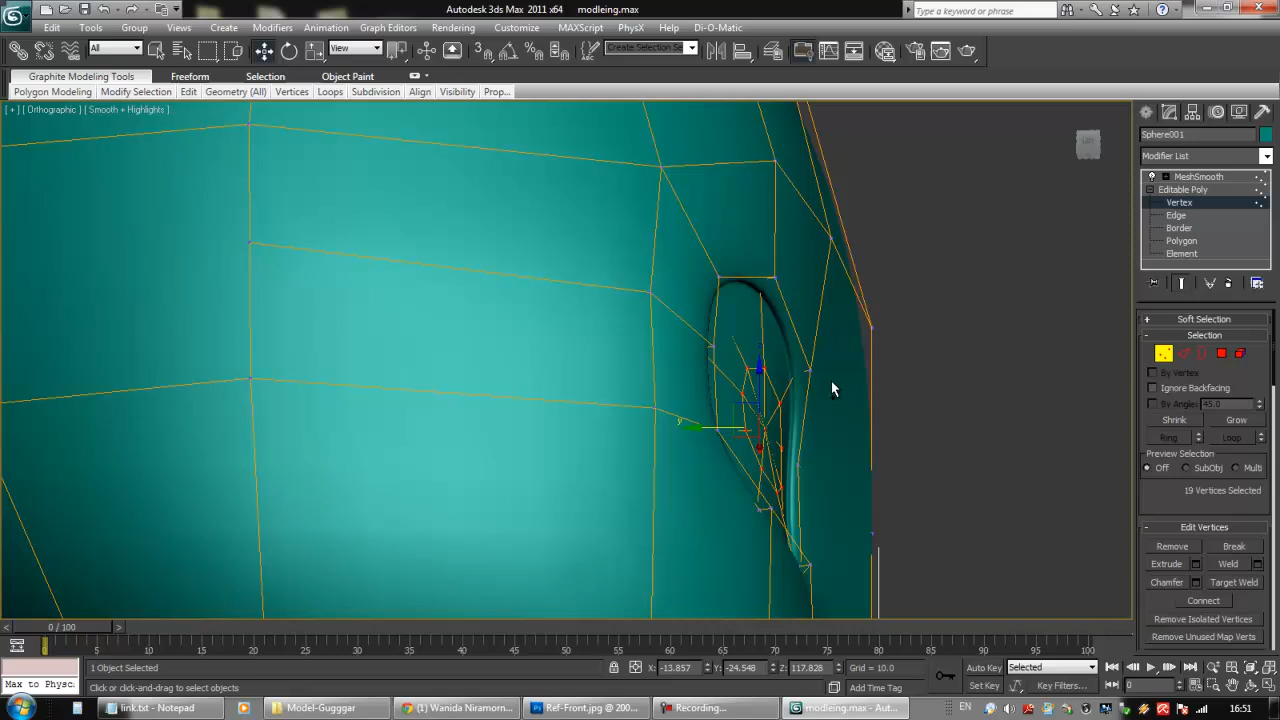 Autodesk 3ds Max 2011 x64    modleing.max
Type a keyword or phrase
Edit Tools Group Views Create Modifiers Animation Graph Editors Rendering Customize MAXScript PhysX Di-O-Matic Help
All View Create Selection Se
Graphite Modeling Tools Freeform Selection Object Paint
Polygon Modeling Modify Selection Edit Geometry (All) Vertices Loops Subdivision Align Visibility Prop...
[ + ] [ Orthographic ] [ Smooth + Highlights ]
y
Sphere001
Modifier List
MeshSmooth
Editable Poly
Vertex
Edge
Border
Polygon
Element
Soft Selection
Selection
By Vertex
Ignore Backfacing
By Angle: 45.0
Shrink Grow
Ring Loop
Preview Selection
Off SubObj Multi
19 Vertices Selected
Edit Vertices
Remove Break
Extrude Weld
Chamfer Target Weld
Connect
Remove Isolated Vertices
Remove Unused Map Verts
< 0 / 100 >
0 5 10 15 20 25 30 35 40 45 50 55 60 65 70 75 80 85 90 95 100
1 Object Selected X: -13.857 Y: -24.548 Z: 117.828 Grid = 10.0 Auto Key Selected
Max to Physc Click or click-and-drag to select objects Add Time Tag Set Key Key Filters... 0
link.txt - Notepad Model-Gugggar (1) Wanida Niramorn... Ref-Front.jpg @ 200... Recording... modleing.max - Aut... EN 16:51